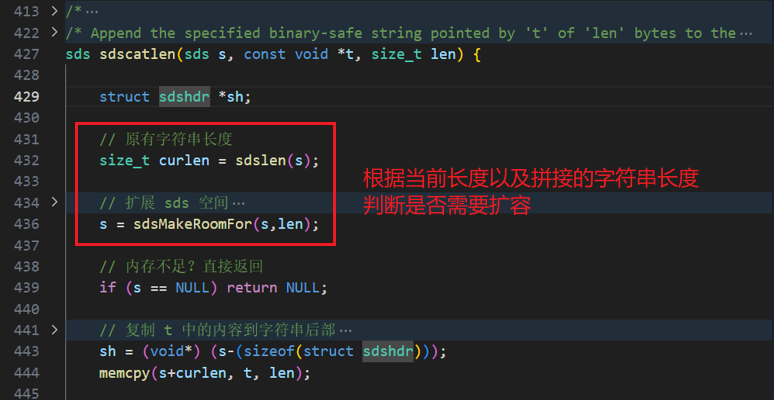 413 > /* ...
422 > /* Append the specified binary-safe string pointed by 't' of 'len' bytes to the ...
427 sds sdscatlen(sds s, const void *t, size_t len) {
428
429 struct sdshdr *sh;
430
431 // 原有字符串长度
432 size_t curlen = sdslen(s);
433
根据当前长度以及拼接的字符串长度
434 > // 扩展 sds 空间 ...
判断是否需要扩容
436 s = sdsMakeRoomFor(s,len);
437
438 // 内存不足？直接返回
439 if (s == NULL) return NULL;
440
441 > // 复制 t 中的内容到字符串后部 ...
443 sh = (void*) (s-(sizeof(struct sdshdr)));
444 memcpy(s+curlen, t, len);
445